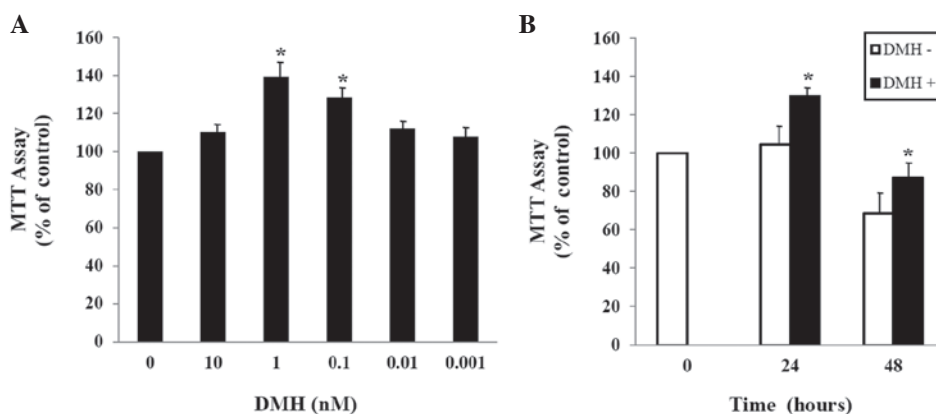 A
MTT Assay
(% of control)
160
140
120
100
80
60
40
20
0
*
*
0 10 1 0.1 0.01 0.001
DMH (nM)
B
MTT Assay
(% of control)
160
140
120
100
80
60
40
20
0
DMH -
DMH +
*
*
0 24 48
Time (hours)